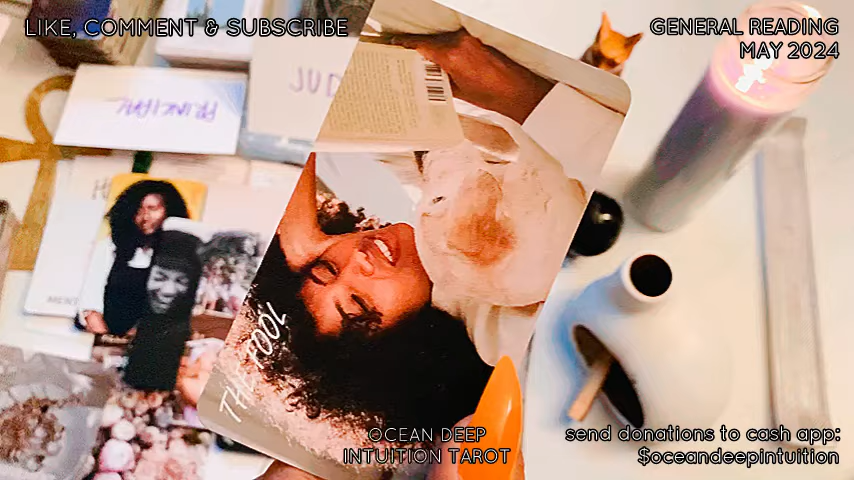 LIKE, COMMENT & SUBSCRIBE
GENERAL READING
MAY 2024
PRINCIPAL
JUD
THE FOOL
OCEAN DEEP
INTUITION TAROT
send donations to cash app:
$oceandeepintuition